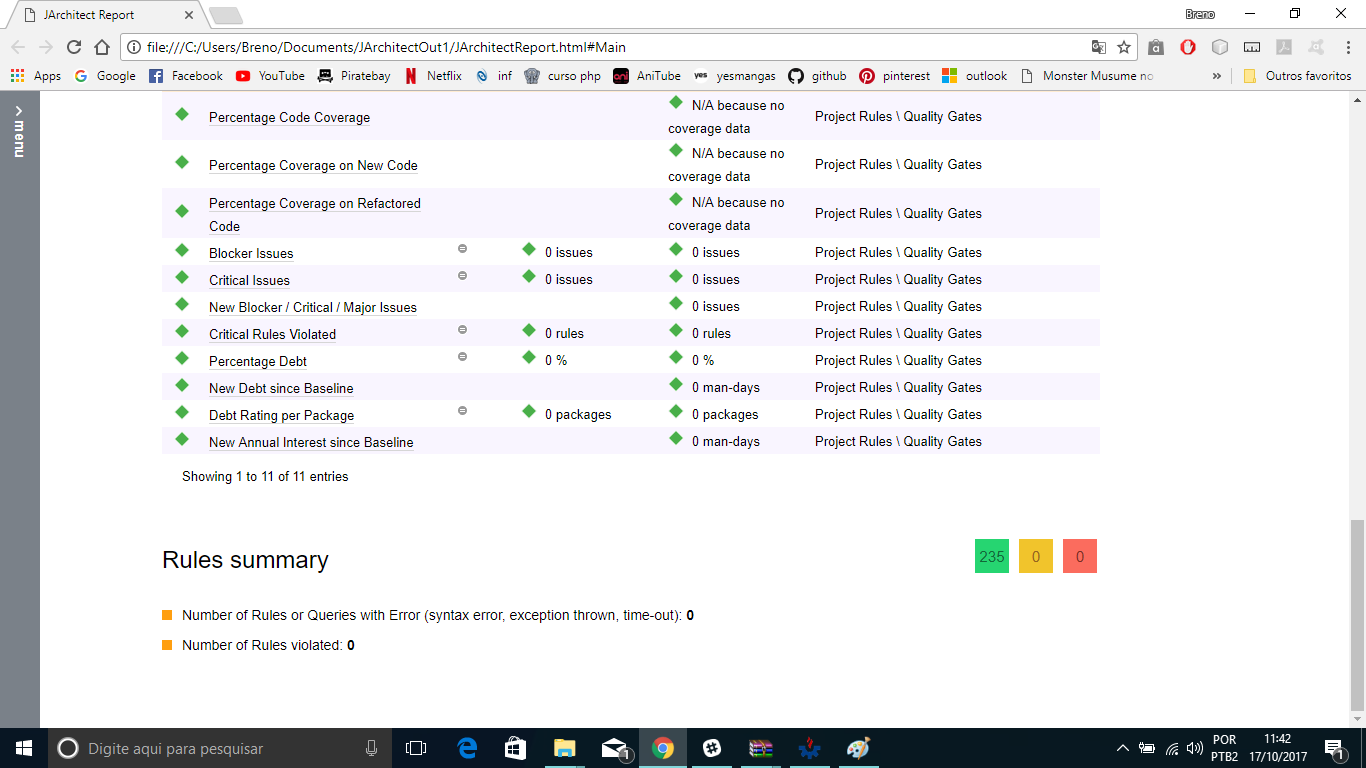 JArchitect Report
Breno
file:///C:/Users/Breno/Documents/JArchitectOut1/JArchitectReport.html#Main
Apps Google Facebook YouTube Piratebay Netflix inf curso php AniTube yesmangas github pinterest outlook Monster Musume no » Outros favoritos
menu
Percentage Code Coverage N/A because no coverage data Project Rules \ Quality Gates
Percentage Coverage on New Code N/A because no coverage data Project Rules \ Quality Gates
Percentage Coverage on Refactored Code N/A because no coverage data Project Rules \ Quality Gates
Blocker Issues 0 issues 0 issues Project Rules \ Quality Gates
Critical Issues 0 issues 0 issues Project Rules \ Quality Gates
New Blocker / Critical / Major Issues 0 issues Project Rules \ Quality Gates
Critical Rules Violated 0 rules 0 rules Project Rules \ Quality Gates
Percentage Debt 0 % 0 % Project Rules \ Quality Gates
New Debt since Baseline 0 man-days Project Rules \ Quality Gates
Debt Rating per Package 0 packages 0 packages Project Rules \ Quality Gates
New Annual Interest since Baseline 0 man-days Project Rules \ Quality Gates
Showing 1 to 11 of 11 entries
Rules summary 235 0 0
Number of Rules or Queries with Error (syntax error, exception thrown, time-out): 0
Number of Rules violated: 0
Digite aqui para pesquisar
1
POR 11:42
PTB2 17/10/2017
1